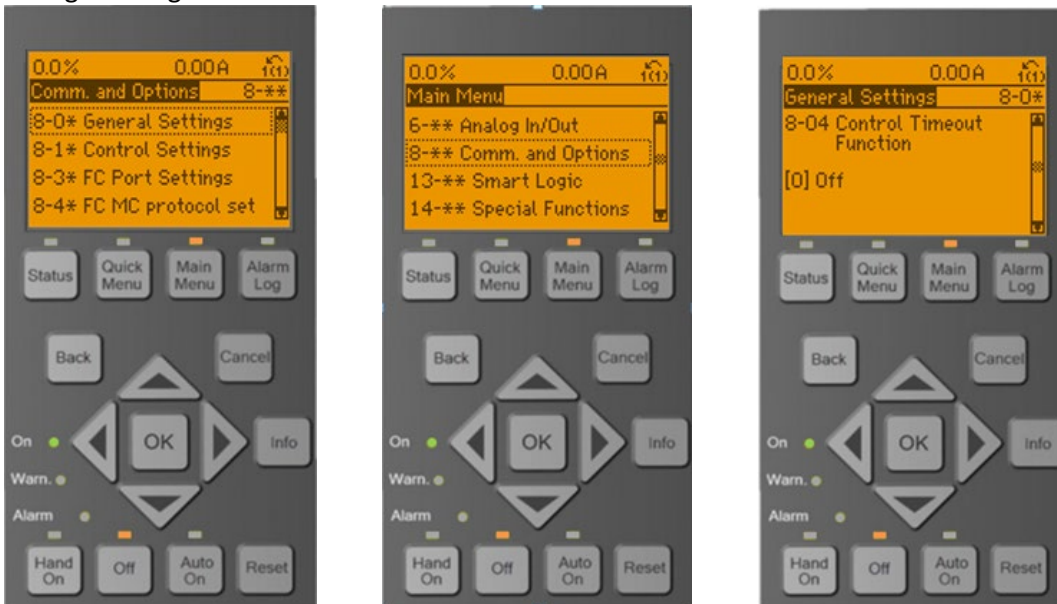 0.0% 0.00A 1(1)
Comm. and Options 8-**
8-0* General Settings
8-1* Control Settings
8-3* FC Port Settings
8-4* FC MC protocol set
Status
Quick Menu
Main Menu
Alarm Log
Back
Cancel
On
OK
Info
Warn.
Alarm
Hand On
Off
Auto On
Reset
0.0% 0.00A 1(1)
Main Menu
6-** Analog In/Out
8-** Comm. and Options
13-** Smart Logic
14-** Special Functions
Status
Quick Menu
Main Menu
Alarm Log
Back
Cancel
On
OK
Info
Warn.
Alarm
Hand On
Off
Auto On
Reset
0.0% 0.00A 1(1)
General Settings 8-0*
8-04 Control Timeout
Function
[0] Off
Status
Quick Menu
Main Menu
Alarm Log
Back
Cancel
On
OK
Info
Warn.
Alarm
Hand On
Off
Auto On
Reset